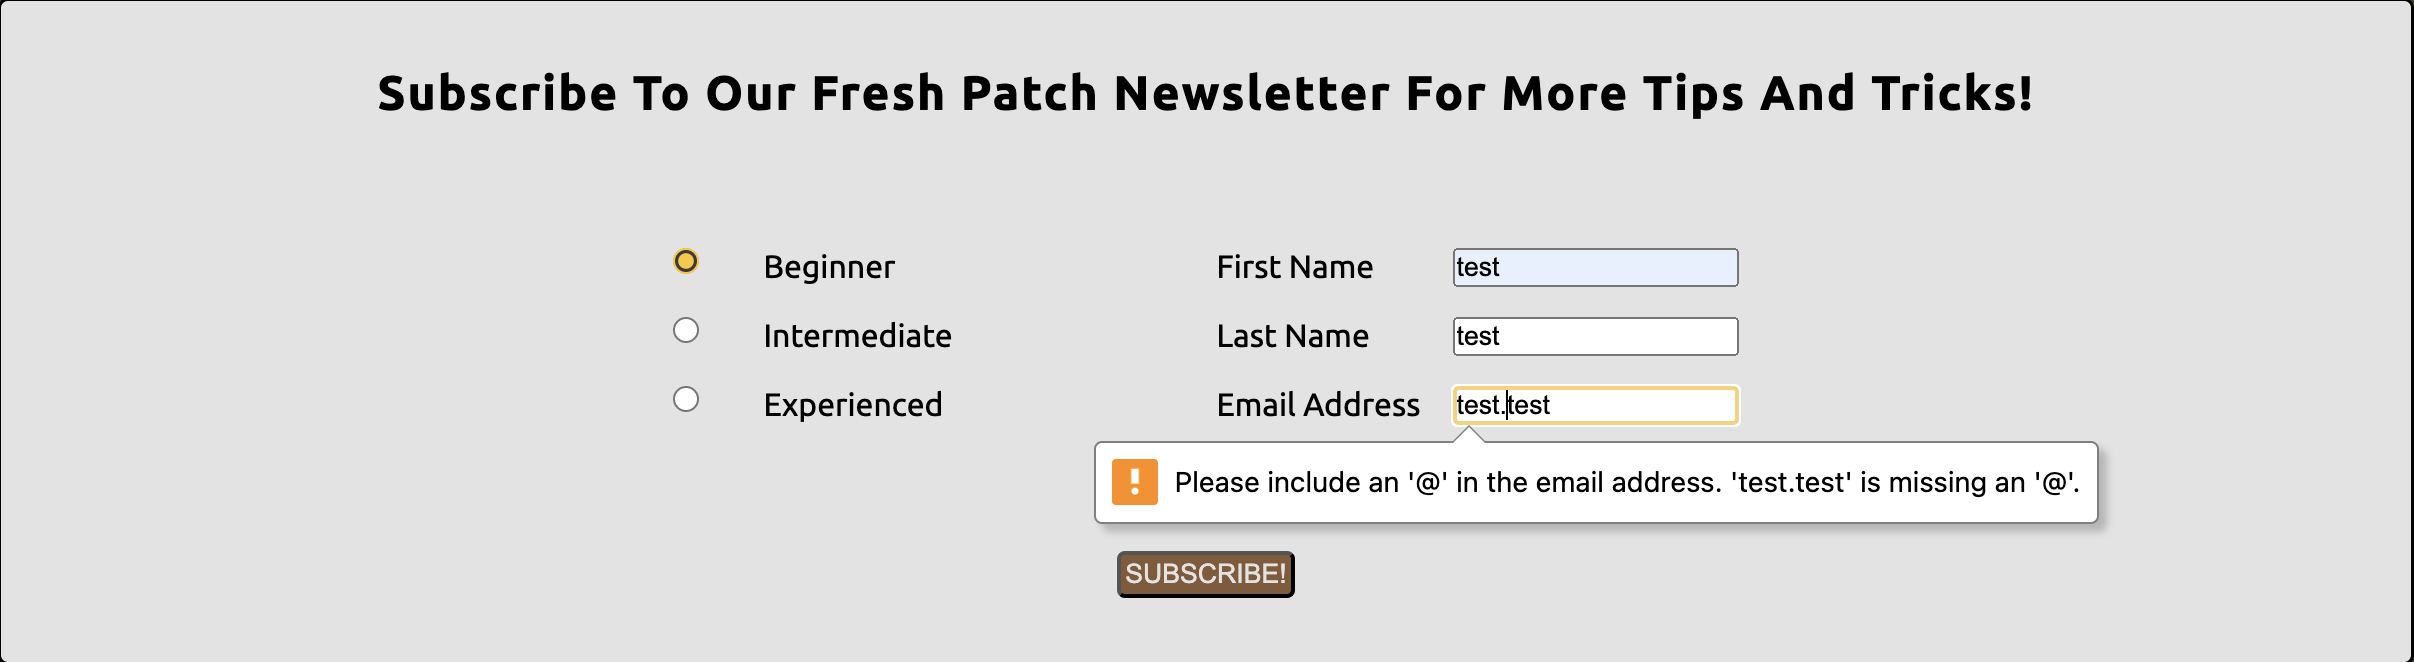 Subscribe To Our Fresh Patch Newsletter For More Tips And Tricks!
Beginner
Intermediate
Experienced
First Name test
Last Name test
Email Address test.test
! Please include an '@' in the email address. 'test.test' is missing an '@'.
SUBSCRIBE!